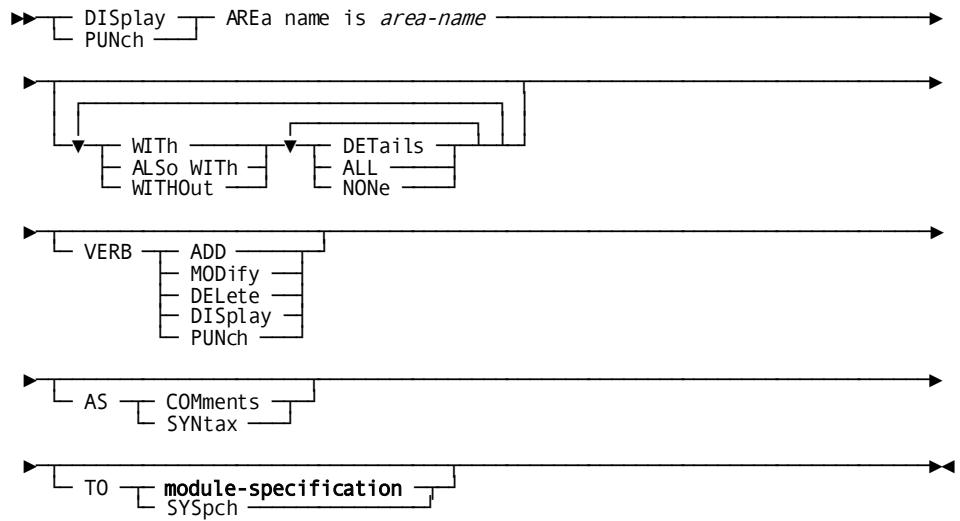 DISplay AREa name is area-name
PUNch
WITh DETails
ALSo WITh ALL
WITHOut NONe
VERB ADD
MODify
DELete
DISplay
PUNch
AS COMments
SYNtax
TO module-specification
SYSpch